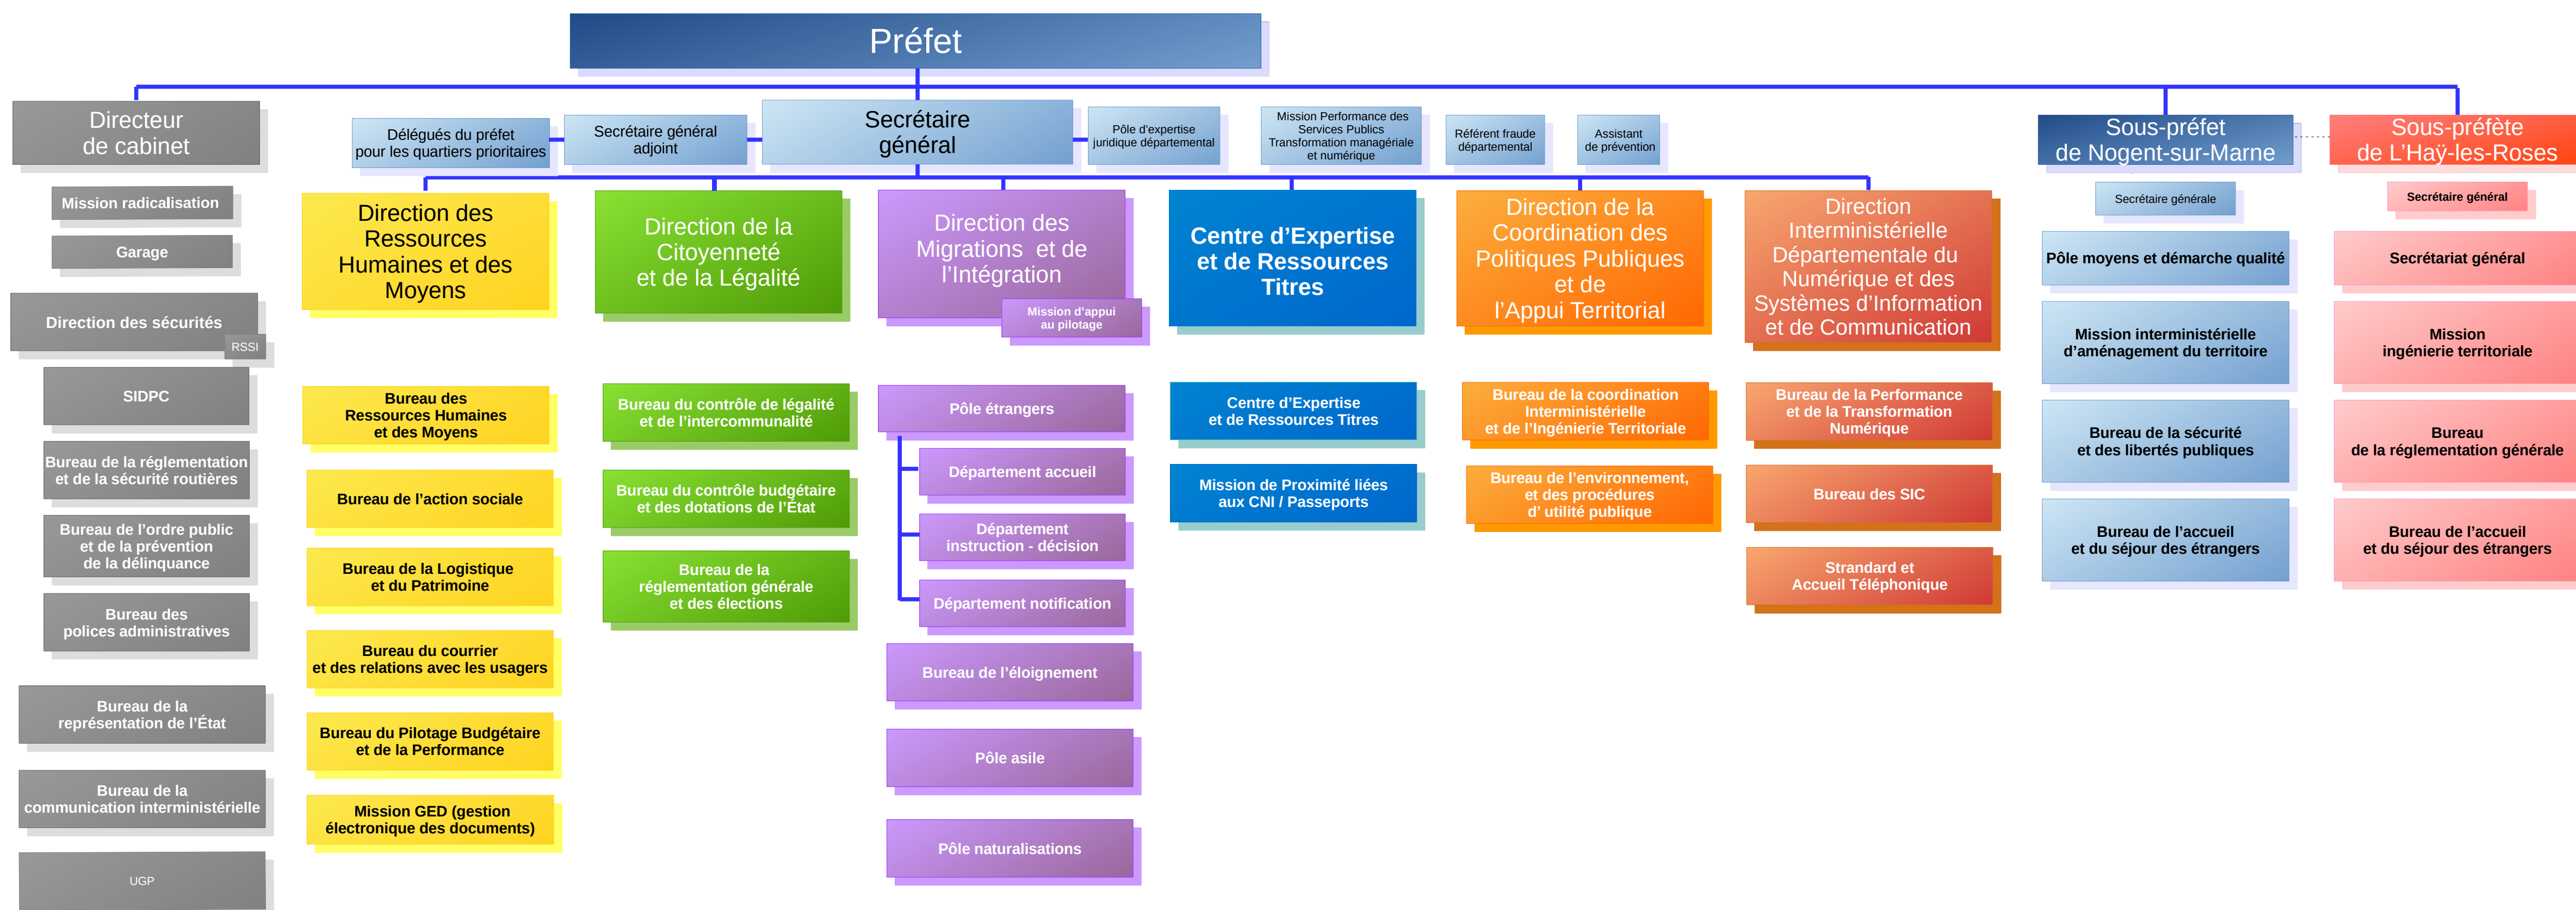 Préfet
Directeur
de cabinet
Mission radicalisation
Garage
Direction des sécurités
RSSI
SIDPC
Bureau de la réglementation
et de la sécurité routières
Bureau de l’ordre public
et de la prévention
de la délinquance
Bureau des
polices administratives
Bureau de la
représentation de l’État
Bureau de la
communication interministérielle
UGP
Délégués du préfet
pour les quartiers prioritaires
Secrétaire général
adjoint
Secrétaire
général
Pôle d’expertise
juridique départemental
Mission Performance des
Services Publics
Transformation managériale
et numérique
Référent fraude
départemental
Assistant
de prévention
Direction des
Ressources
Humaines et des
Moyens
Bureau des
Ressources Humaines
et des Moyens
Bureau de l’action sociale
Bureau de la Logistique
et du Patrimoine
Bureau du courrier
et des relations avec les usagers
Bureau du Pilotage Budgétaire
et de la Performance
Mission GED (gestion
électronique des documents)
Direction de la
Citoyenneté
et de la Légalité
Bureau du contrôle de légalité
et de l’intercommunalité
Bureau du contrôle budgétaire
et des dotations de l’État
Bureau de la
réglementation générale
et des élections
Direction des
Migrations  et de
l’Intégration
Mission d’appui
au pilotage
Pôle étrangers
Département accueil
Département
instruction - décision
Département notification
Bureau de l’éloignement
Pôle asile
Pôle naturalisations
Centre d’Expertise
et de Ressources
Titres
Centre d’Expertise
et de Ressources Titres
Mission de Proximité liées
aux CNI / Passeports
Direction de la
Coordination des
Politiques Publiques
et de
l’Appui Territorial
Bureau de la coordination
Interministérielle
et de l’Ingénierie Territoriale
Bureau de l’environnement,
et des procédures
d’ utilité publique
Direction
Interministérielle
Départementale du
Numérique et des
Systèmes d’Information
et de Communication
Bureau de la Performance
et de la Transformation
Numérique
Bureau des SIC
Strandard et
Accueil Téléphonique
Sous-préfet
de Nogent-sur-Marne
Secrétaire générale
Pôle moyens et démarche qualité
Mission interministérielle
d’aménagement du territoire
Bureau de la sécurité
et des libertés publiques
Bureau de l’accueil
et du séjour des étrangers
Sous-préfète
de L’Haÿ-les-Roses
Secrétaire général
Secrétariat général
Mission
ingénierie territoriale
Bureau
de la réglementation générale
Bureau de l’accueil
et du séjour des étrangers